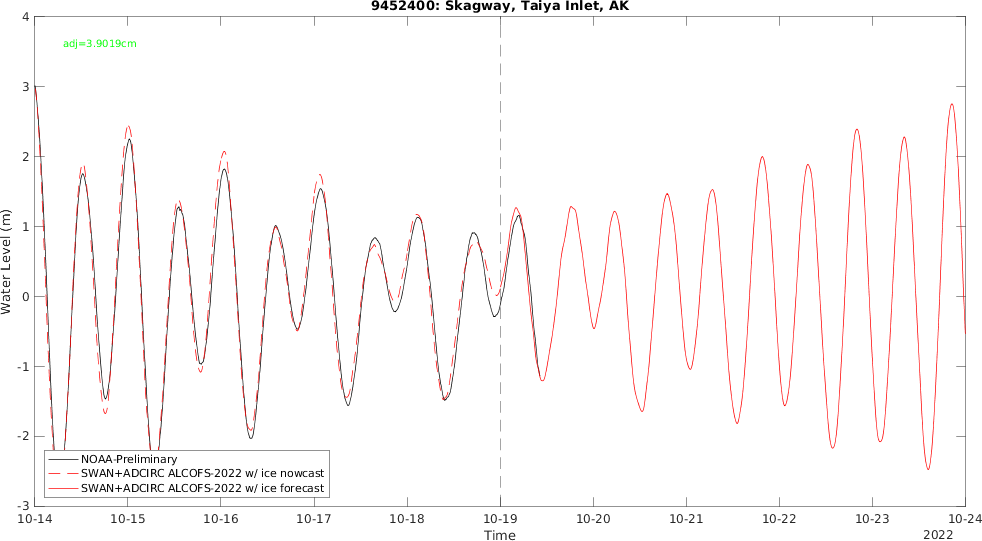 9452400: Skagway, Taiya Inlet, AK
adj=3.9019cm
Water Level (m)
4
3
2
1
0
-1
-2
-3
NOAA-Preliminary
SWAN+ADCIRC ALCOFS-2022 w/ ice nowcast
SWAN+ADCIRC ALCOFS-2022 w/ ice forecast
10-14 10-15 10-16 10-17 10-18 10-19 10-20 10-21 10-22 10-23 10-24
Time
2022